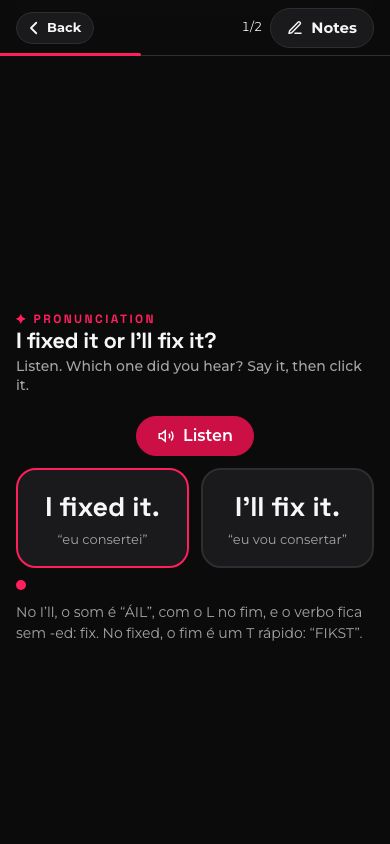 Back
1/2
Notes
PRONUNCIATION
I fixed it or I'll fix it?
Listen. Which one did you hear? Say it, then click
it.
Listen
I fixed it.
“eu consertei”
I'll fix it.
“eu vou consertar”
No I'll, o som é “ÁIL”, com o L no fim, e o verbo fica
sem -ed: fix. No fixed, o fim é um T rápido: “FIKST”.